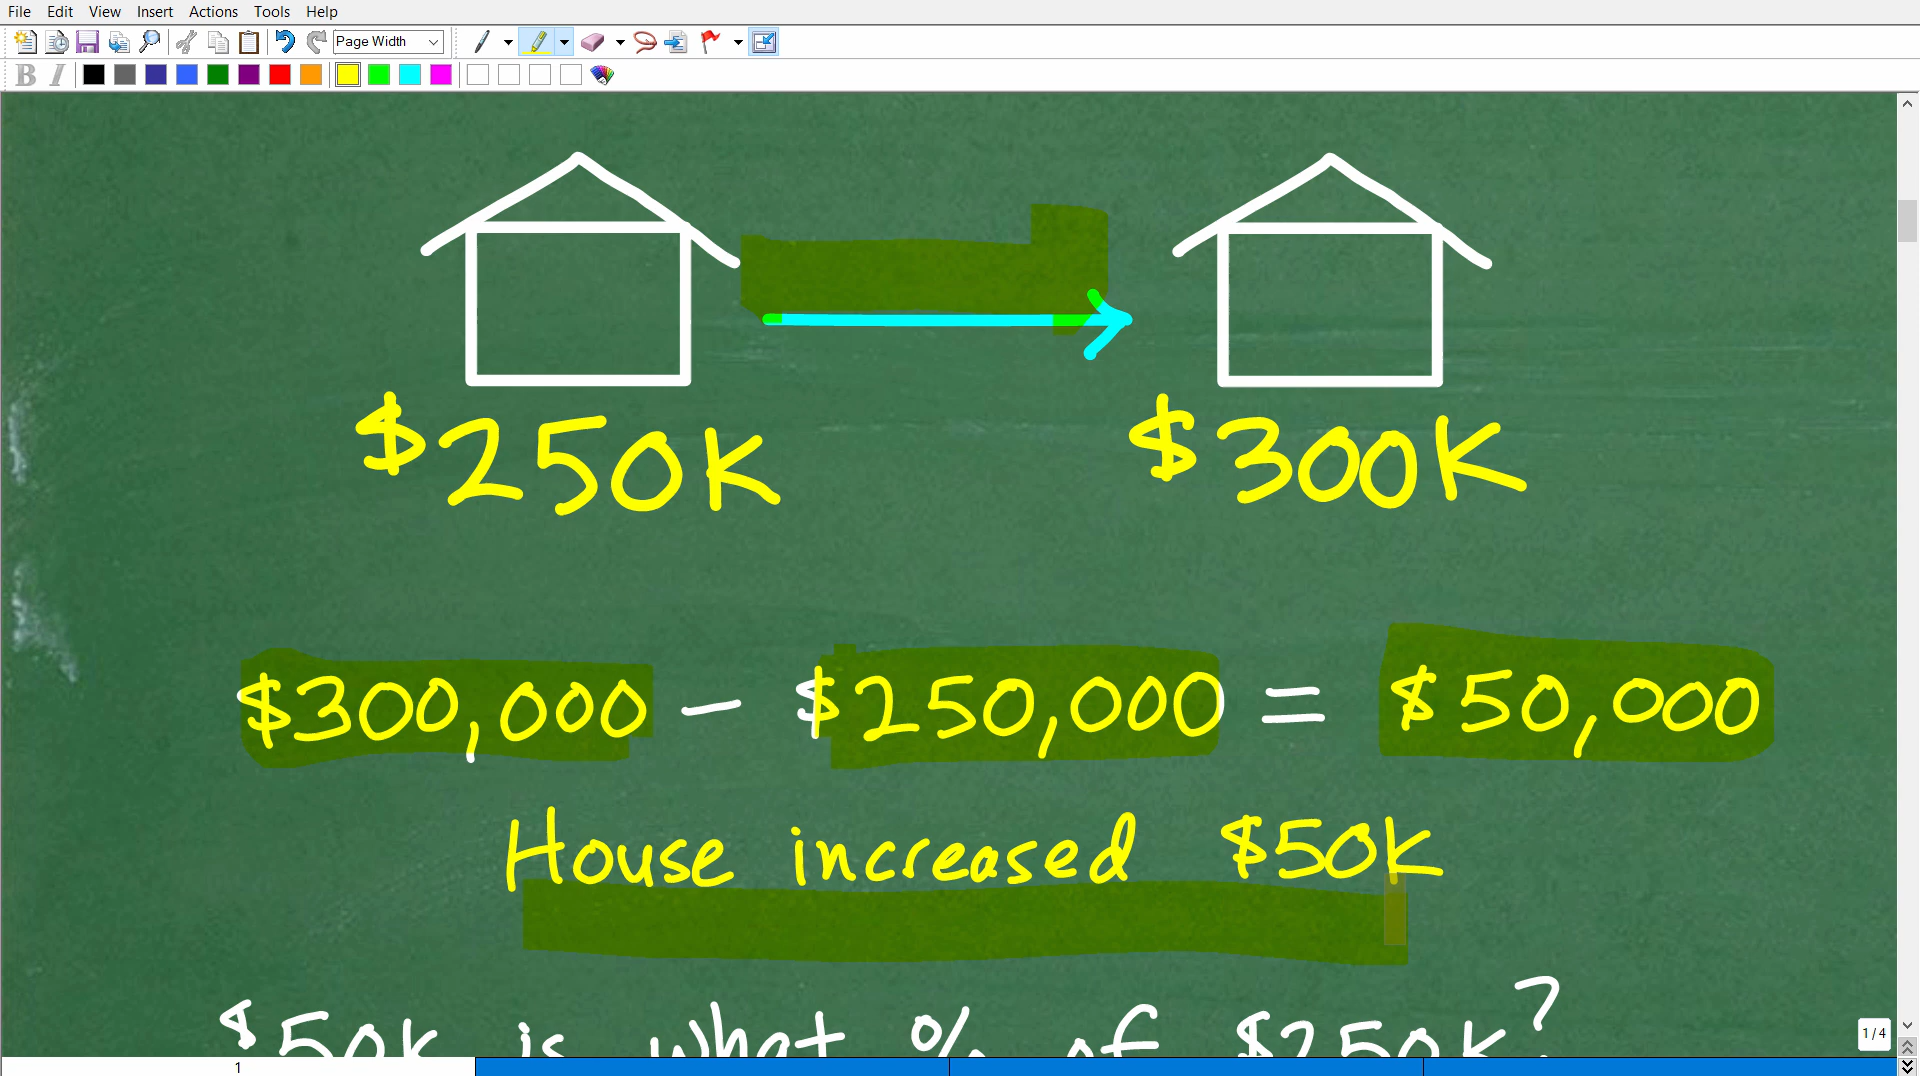 File Edit View Insert Actions Tools Help
Page Width
B I
$250K $300K
$300,000 - $250,000 = $50,000
House increased $50K
$50K is what % of $250K?
1 / 4
1